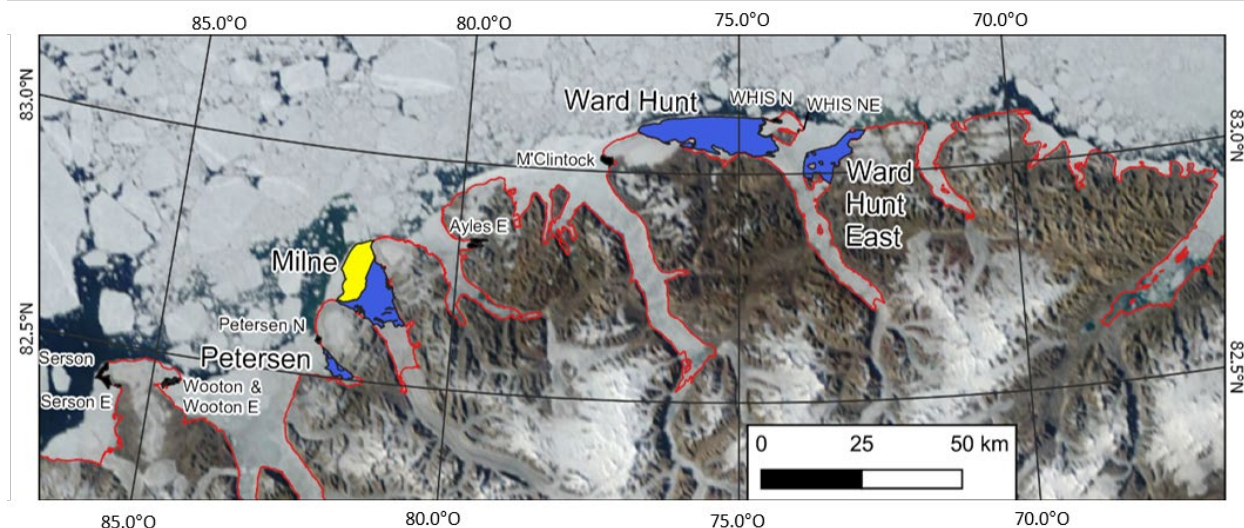 85.0°O
80.0°O
75.0°O
70.0°O
83.0°N
Ward Hunt
WHIS N
WHIS NE
83.0°N
M'Clintock
Ward
Hunt
East
Ayles E
Milne
Petersen N
82.5°N
Petersen
Serson
Wooton &
Wooton E
Serson E
82.5°N
0
25
50 km
85.0°O
80.0°O
75.0°O
70.0°O